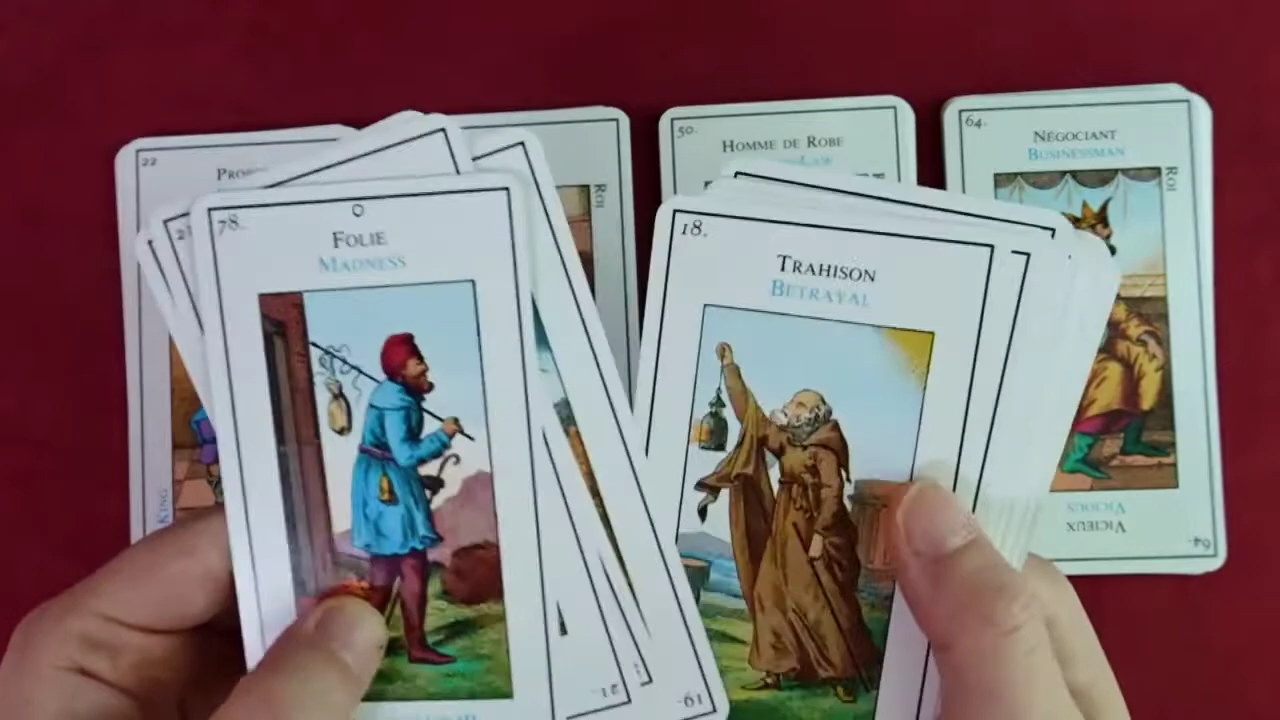 22
50.
HOMME DE ROBE
64.
NÉGOCIANT
BUSINESSMAN
ROI
ROI
78.
0
FOLIE
MADNESS
18.
TRAHISON
BETRAYAL
KING
VICIOUS
VICIEUX
64.